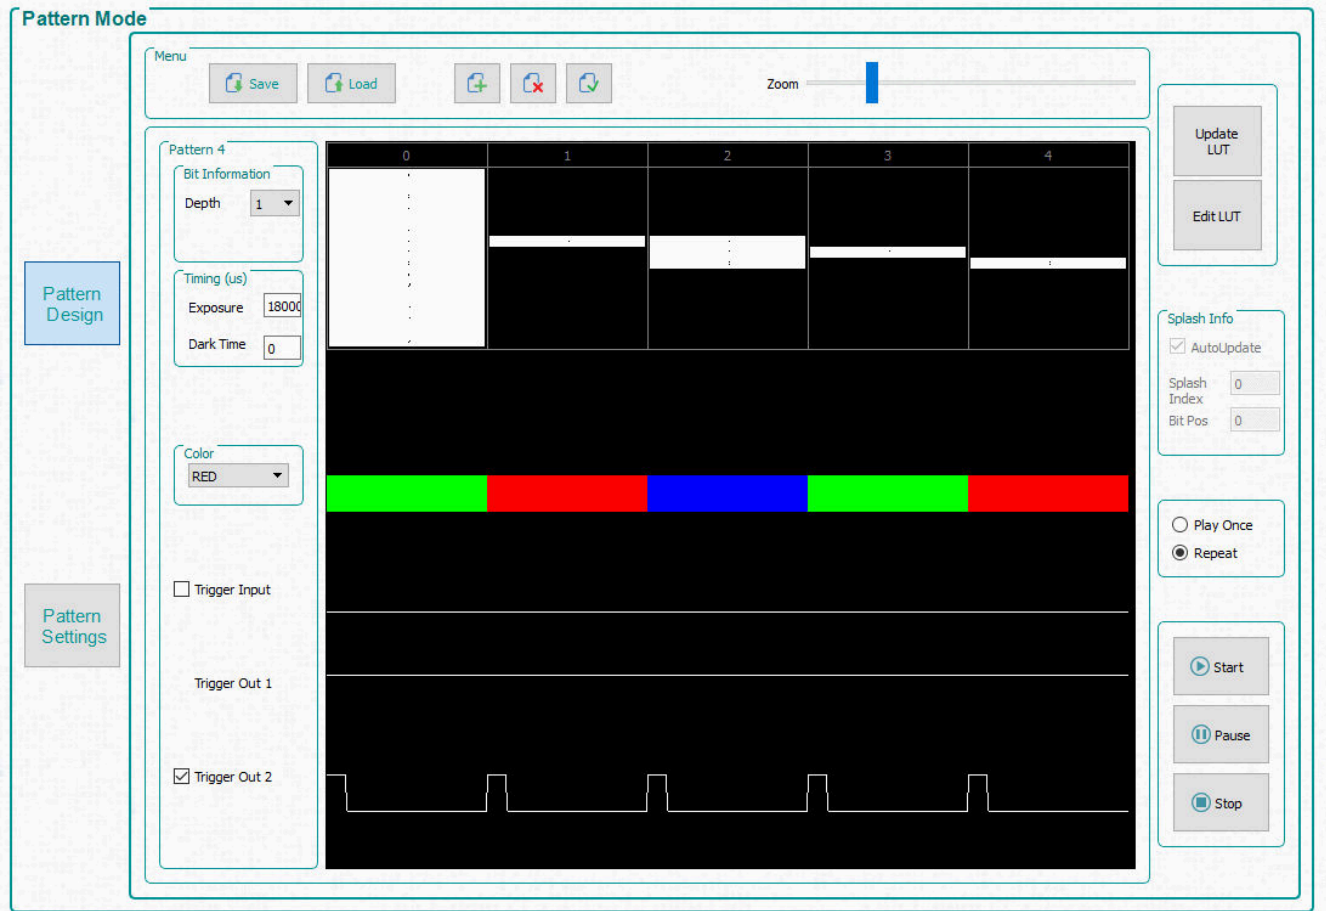 Pattern Mode
Menu
Save
Load
Zoom
Pattern 4
Bit Information
Depth
1
Timing (us)
Exposure
18000
Dark Time
0
Color
RED
Trigger Input
Trigger Out 1
Trigger Out 2
0
1
2
3
4
Pattern
Design
Pattern
Settings
Update
LUT
Edit LUT
Splash Info
AutoUpdate
Splash
Index
0
Bit Pos
0
Play Once
Repeat
Start
Pause
Stop